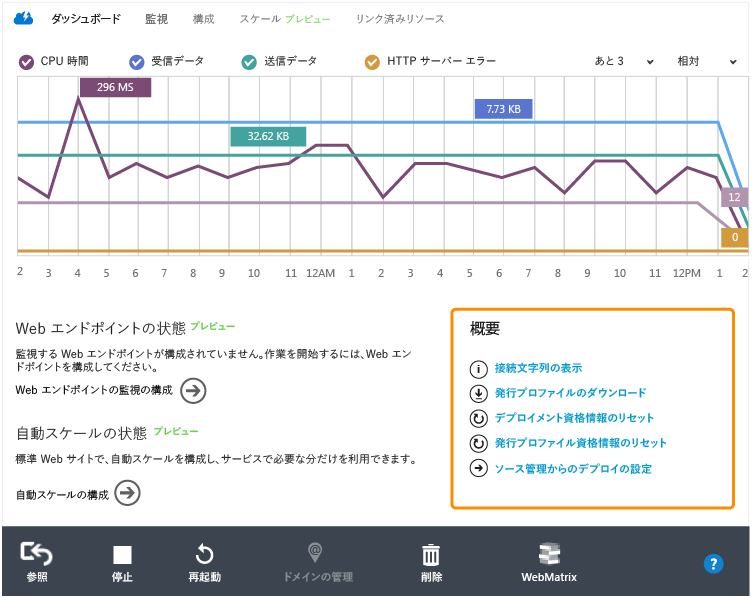 ダッシュボード 監視 構成 スケール プレビュー リンク済みリソース
CPU 時間 受信データ 送信データ HTTP サーバー エラー あと 3 相対
296 MS
7.73 KB
32.62 KB
12
0
2 3 4 5 6 7 8 9 10 11 12AM 1 2 3 4 5 6 7 8 9 10 11 12PM 1 2
Web エンドポイントの状態 プレビュー
監視する Web エンドポイントが構成されていません。作業を開始するには、Web エン
ドポイントを構成してください。
Web エンドポイントの監視の構成
自動スケールの状態 プレビュー
標準 Web サイトで、自動スケールを構成し、サービスで必要な分だけを利用できます。
自動スケールの構成
概要
接続文字列の表示
発行プロファイルのダウンロード
デプロイメント資格情報のリセット
発行プロファイル資格情報のリセット
ソース管理からのデプロイの設定
参照 停止 再起動 ドメインの管理 削除 WebMatrix ?